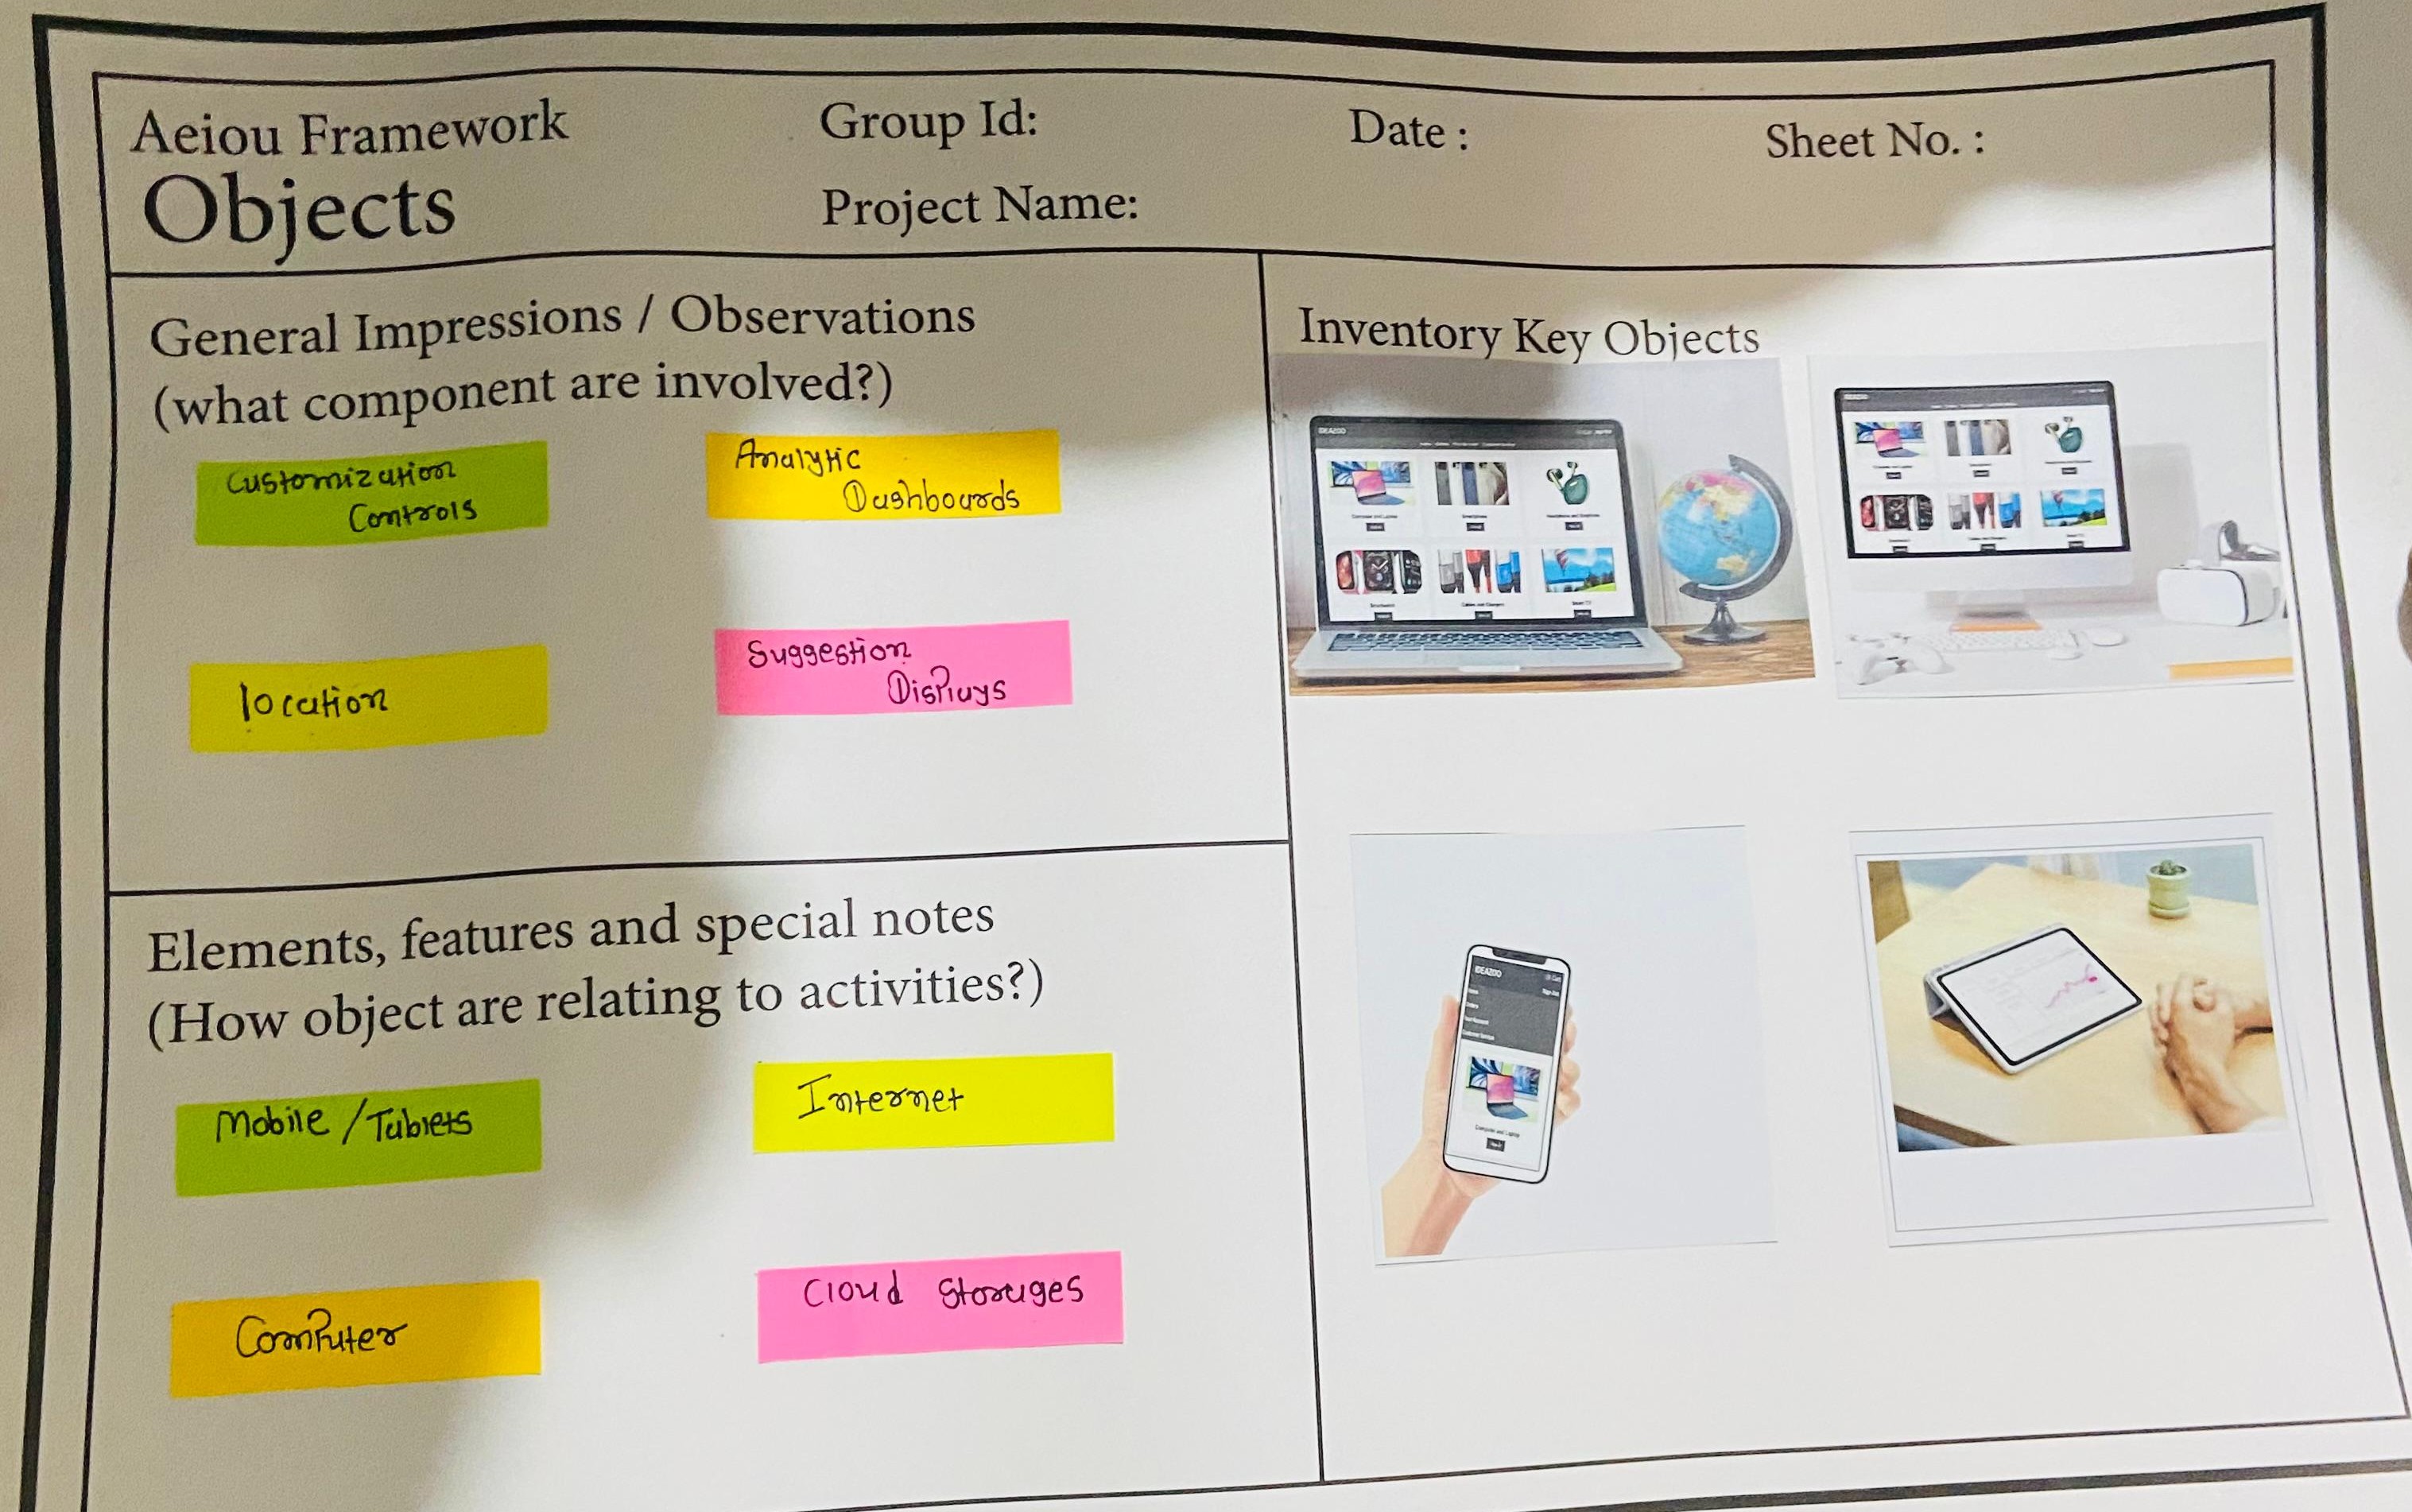 Aeiou Framework
Objects
Group Id:
Project Name:
Date :
Sheet No. :
General Impressions / Observations
(what component are involved?)
Customization
Controls
Analytic
Dashboards
location
Suggestion
Displays
Elements, features and special notes
(How object are relating to activities?)
Mobile / Tablets
Internet
Computer
Cloud Storages
Inventory Key Objects
IDEAZOO
IDEAZOO